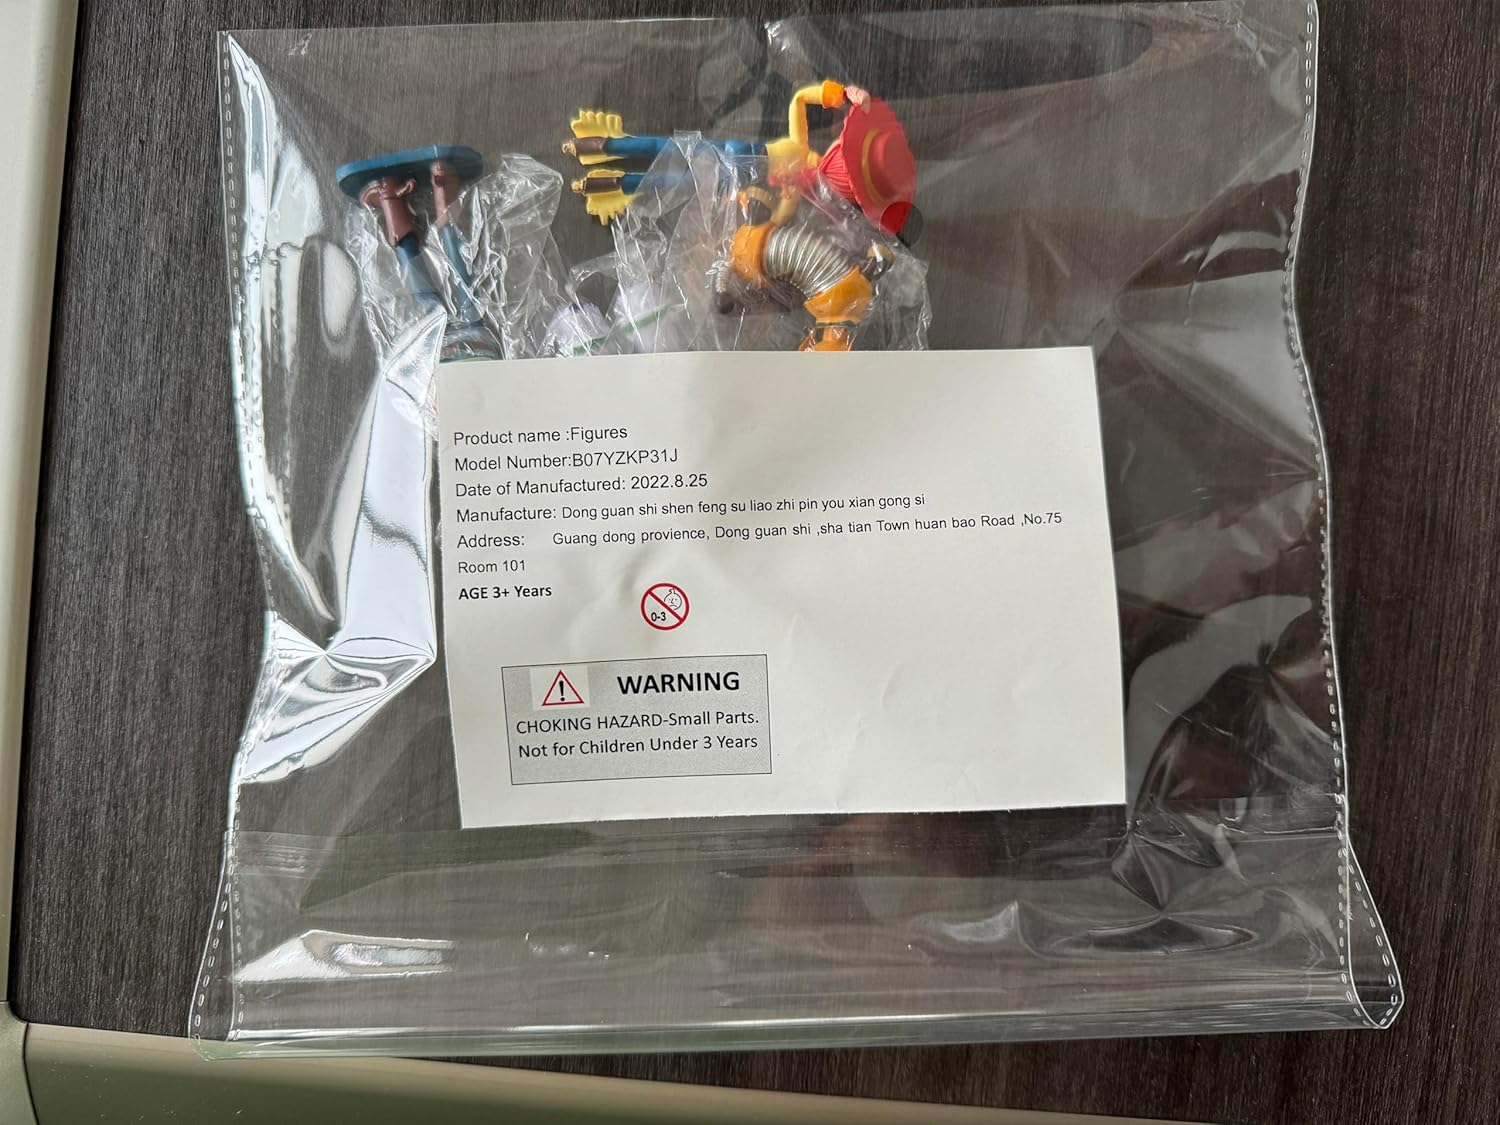 Product name :Figures
Model Number:B07YZKP31J
Date of Manufactured: 2022.8.25
Manufacture: Dong guan shi shen feng su liao zhi pin you xian gong si
Address: Guang dong provience, Dong guan shi ,sha tian Town huan bao Road ,No.75
Room 101
AGE 3+ Years
0-3
WARNING
CHOKING HAZARD-Small Parts.
Not for Children Under 3 Years